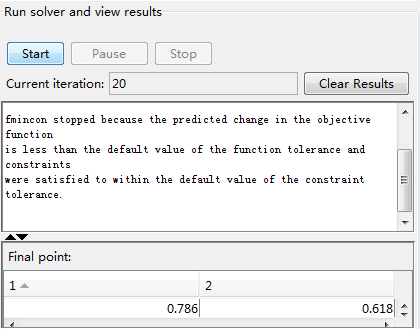 Run solver and view results
Start Pause Stop
Current iteration: 20 Clear Results
fmincon stopped because the predicted change in the objective
function
is less than the default value of the function tolerance and
constraints
were satisfied to within the default value of the constraint
tolerance.
Final point:
1 2
0.786 0.618